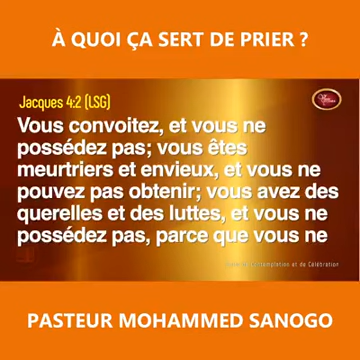 À QUOI ÇA SERT DE PRIER ?
Jacques 4:2 (LSG)
Vous convoitez, et vous ne
possédez pas; vous êtes
meurtriers et envieux, et vous ne
pouvez pas obtenir; vous avez des
querelles et des luttes, et vous ne
possédez pas, parce que vous ne
Contemplation et de Célébration
PASTEUR MOHAMMED SANOGO